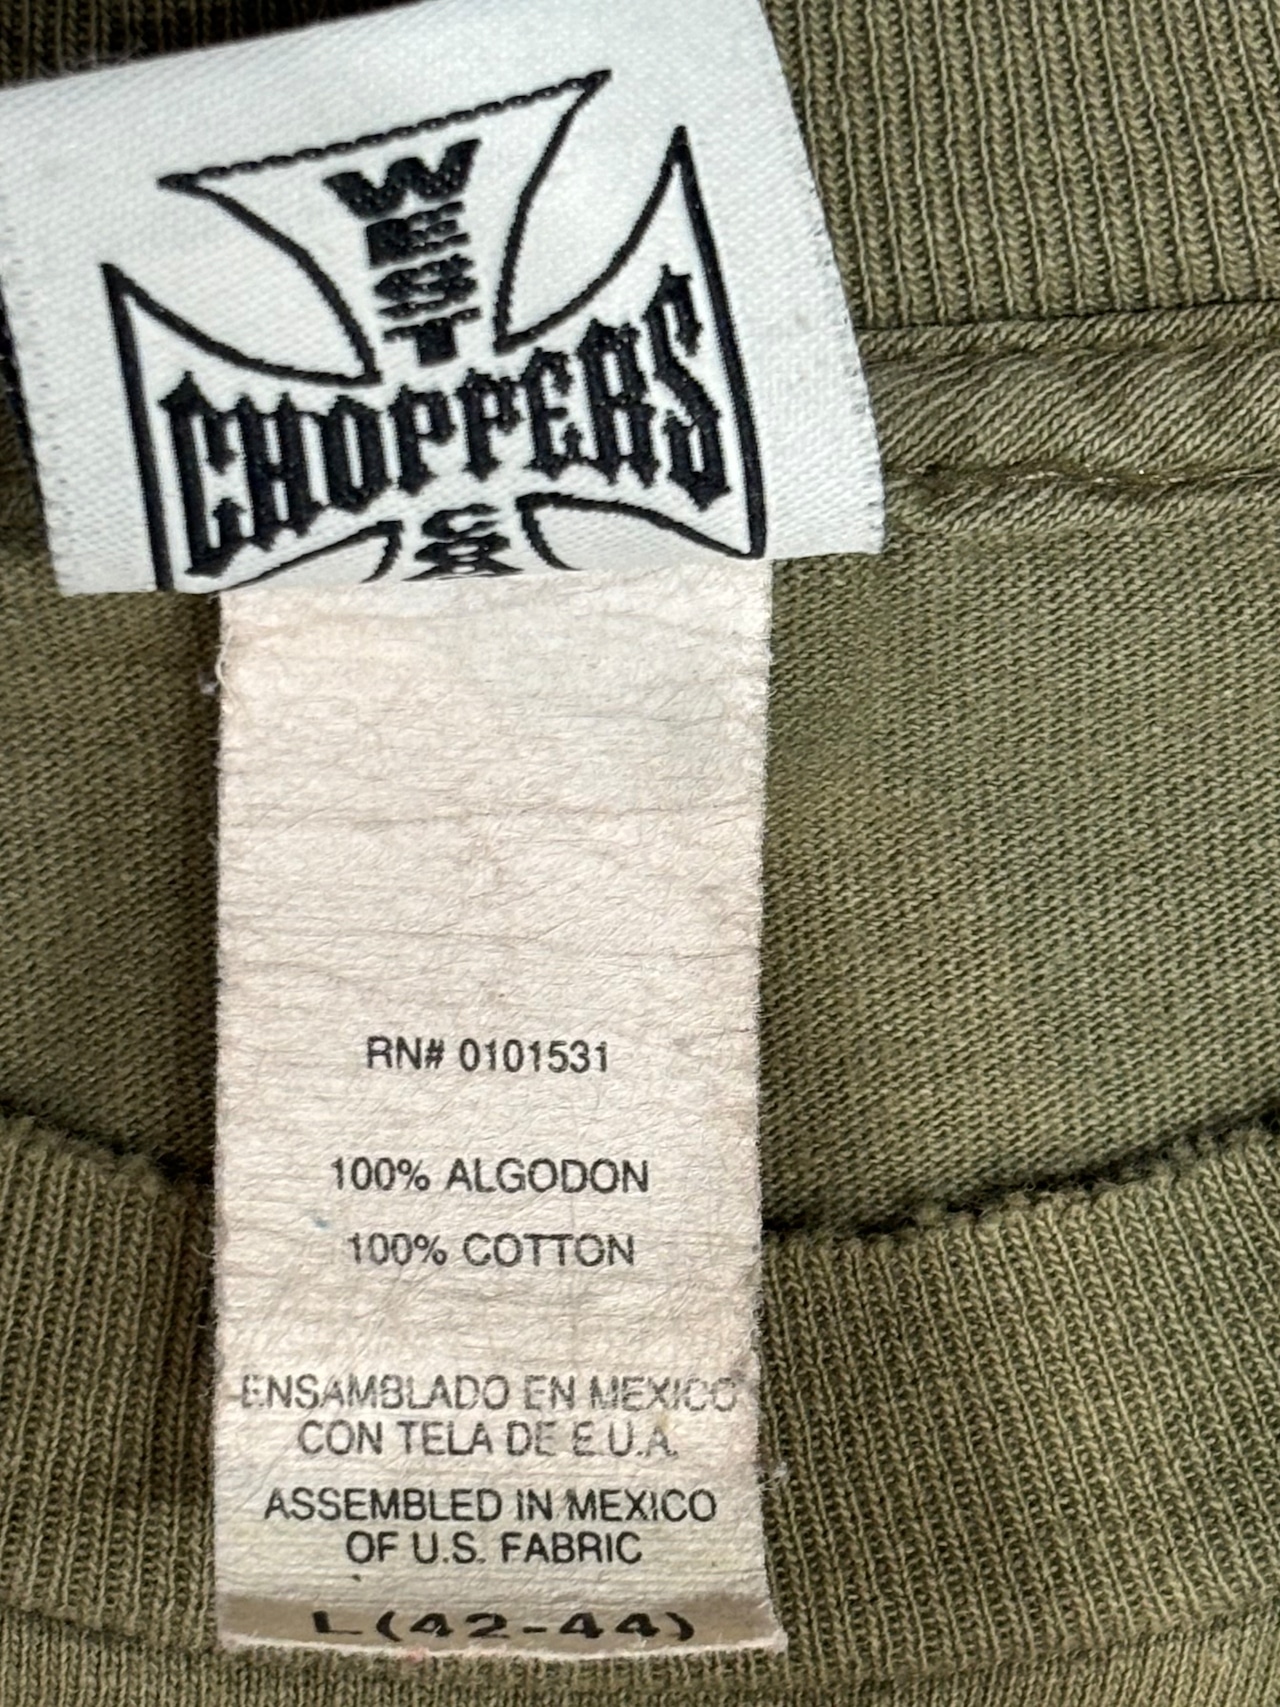 WEST
CHOPPERS
CO.
RN# 0101531
100% ALGODON
100% COTTON
ENSAMBLADO EN MEXICO
CON TELA DE E.U.A.
ASSEMBLED IN MEXICO
OF U.S. FABRIC
L(42-44)